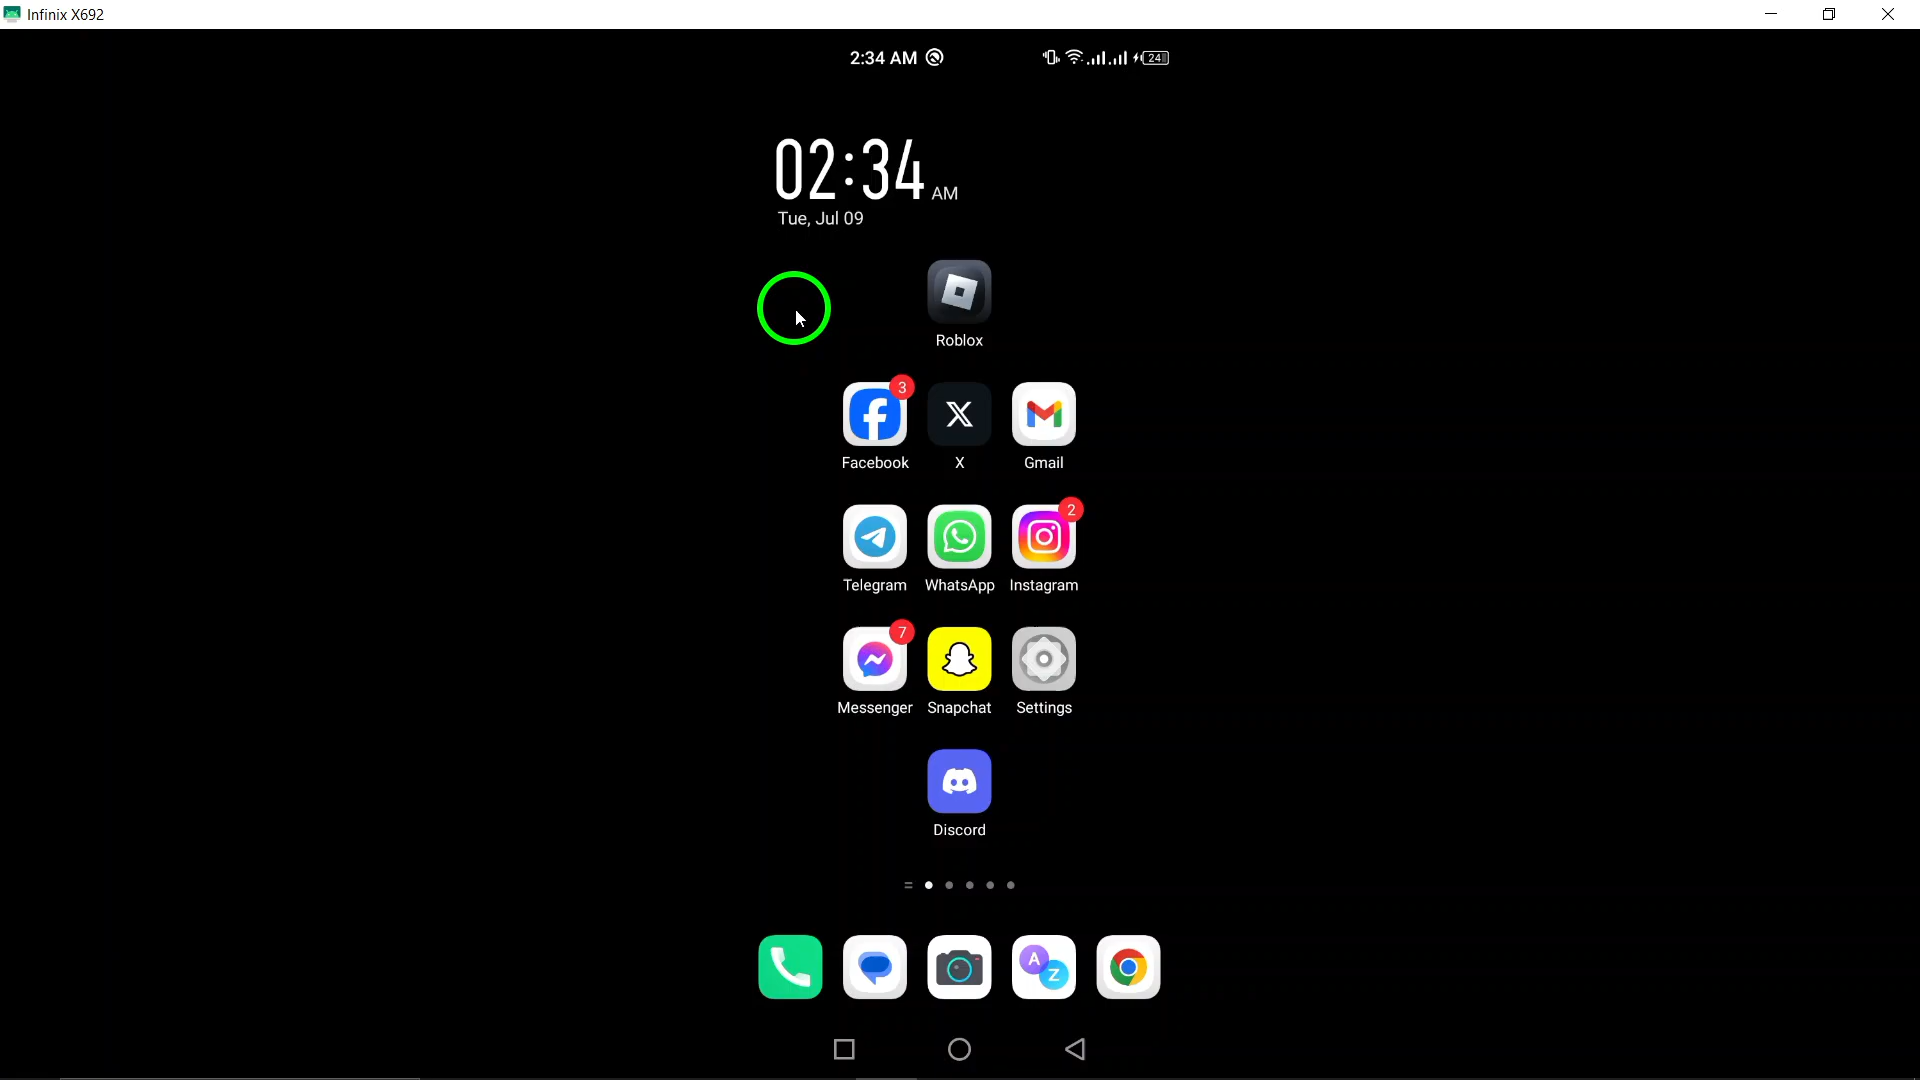 Infinix X692
2:34 AM
24
02:34 AM
Tue, Jul 09
Roblox
3
Facebook X Gmail
2
Telegram WhatsApp Instagram
7
Messenger Snapchat Settings
Discord
A Z